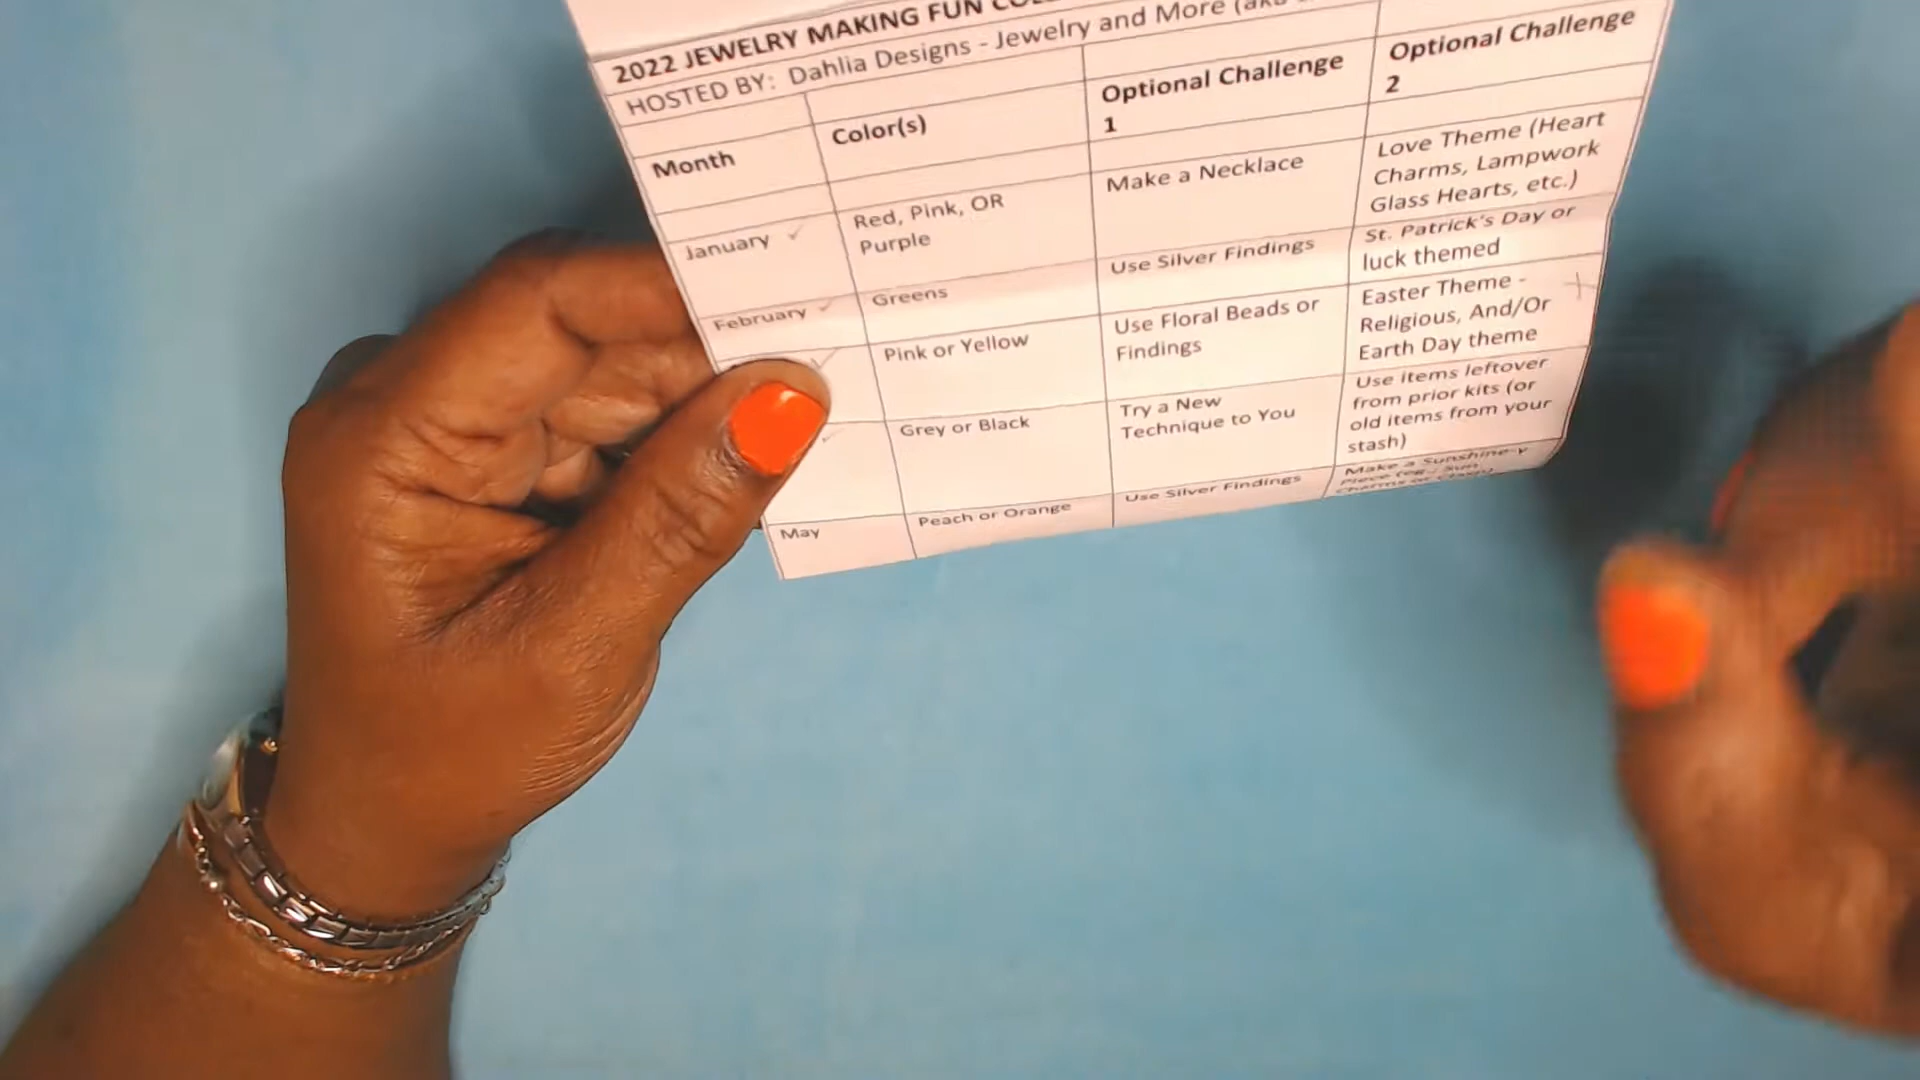 2022 JEWELRY MAKING FUN
HOSTED BY: Dahlia Designs - Jewelry and More
Month
Color(s)
Optional Challenge
1
Optional Challenge
2
January
Red, Pink, OR
Purple
Make a Necklace
Love Theme (Heart
Charms, Lampwork
Glass Hearts, etc.)
February
Greens
Use Silver Findings
St. Patrick's Day or
luck themed
Pink or Yellow
Use Floral Beads or
Findings
Easter Theme -
Religious, And/Or
Earth Day theme
Grey or Black
Try a New
Technique to You
Use items leftover
from prior kits (or
old items from your
stash)
May
Peach or Orange
Use Silver Findings
Make a Sunshine-y